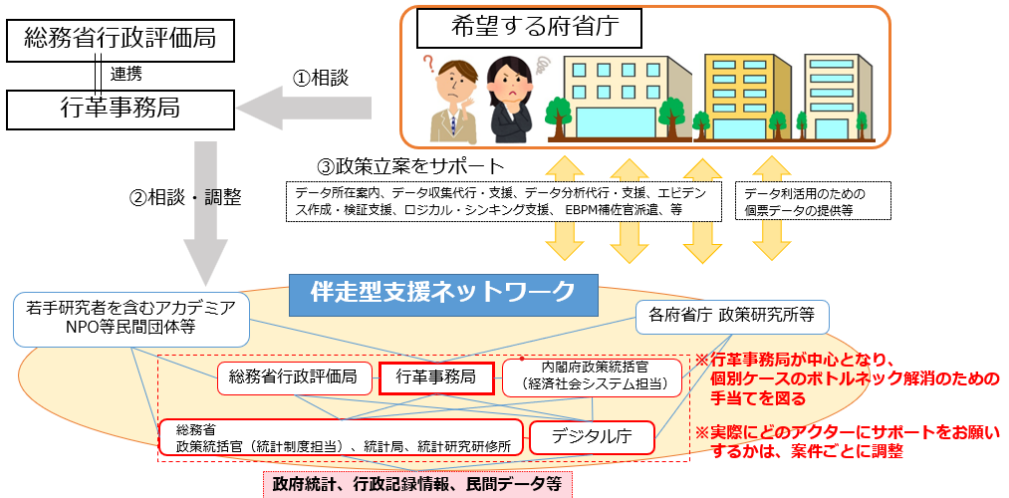 総務省行政評価局
連携
行革事務局
希望する府省庁
?
①相談
②相談・調整
③政策立案をサポート
データ所在案内、データ収集代行・支援、データ分析代行・支援、エビデン
ス作成・検証支援、ロジカル・シンキング支援、 EBPM補佐官派遣、等
データ利活用のための
個票データの提供等
伴走型支援ネットワーク
若手研究者を含むアカデミア
NPO等民間団体等
各府省庁 政策研究所等
総務省行政評価局
行革事務局
内閣府政策統括官
（経済社会システム担当）
総務省
政策統括官（統計制度担当）、統計局、統計研究研修所
デジタル庁
※行革事務局が中心となり、
個別ケースのボトルネック解消のための
手当てを図る
※実際にどのアクターにサポートをお願い
するかは、案件ごとに調整
政府統計、行政記録情報、民間データ等